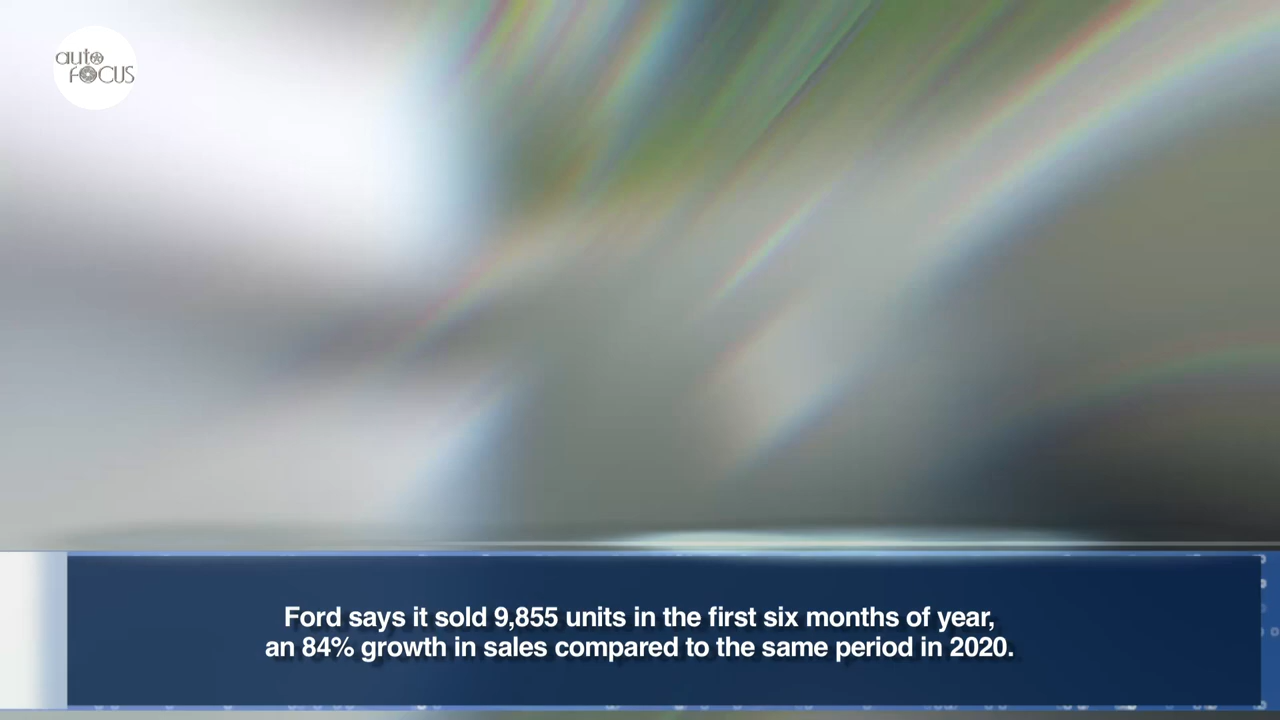 auto
FOCUS
Ford says it sold 9,855 units in the first six months of year,
an 84% growth in sales compared to the same period in 2020.